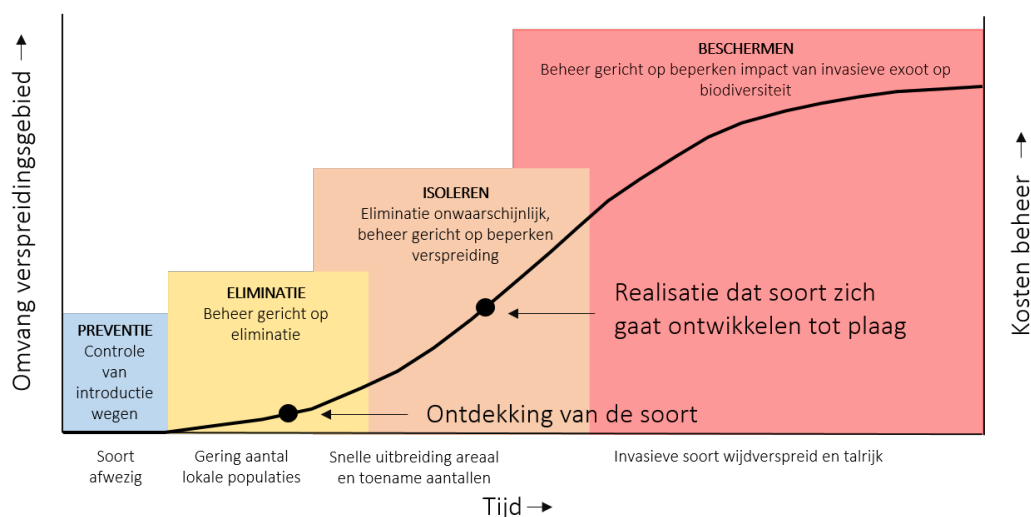 Omvang verspreidingsgebied →
BESCHERMEN
Beheer gericht op beperken impact van invasieve exoot op
biodiversiteit
ISOLEREN
Eliminatie onwaarschijnlijk,
beheer gericht op beperken
verspreiding
ELIMINATIE
Beheer gericht op
eliminatie
PREVENTIE
Controle
van
introductie
wegen
Realisatie dat soort zich
gaat ontwikkelen tot plaag
Ontdekking van de soort
Kosten beheer →
Soort
afwezig
Gering aantal
lokale populaties
Snelle uitbreiding areaal
en toename aantallen
Invasieve soort wijdverspreid en talrijk
Tijd →